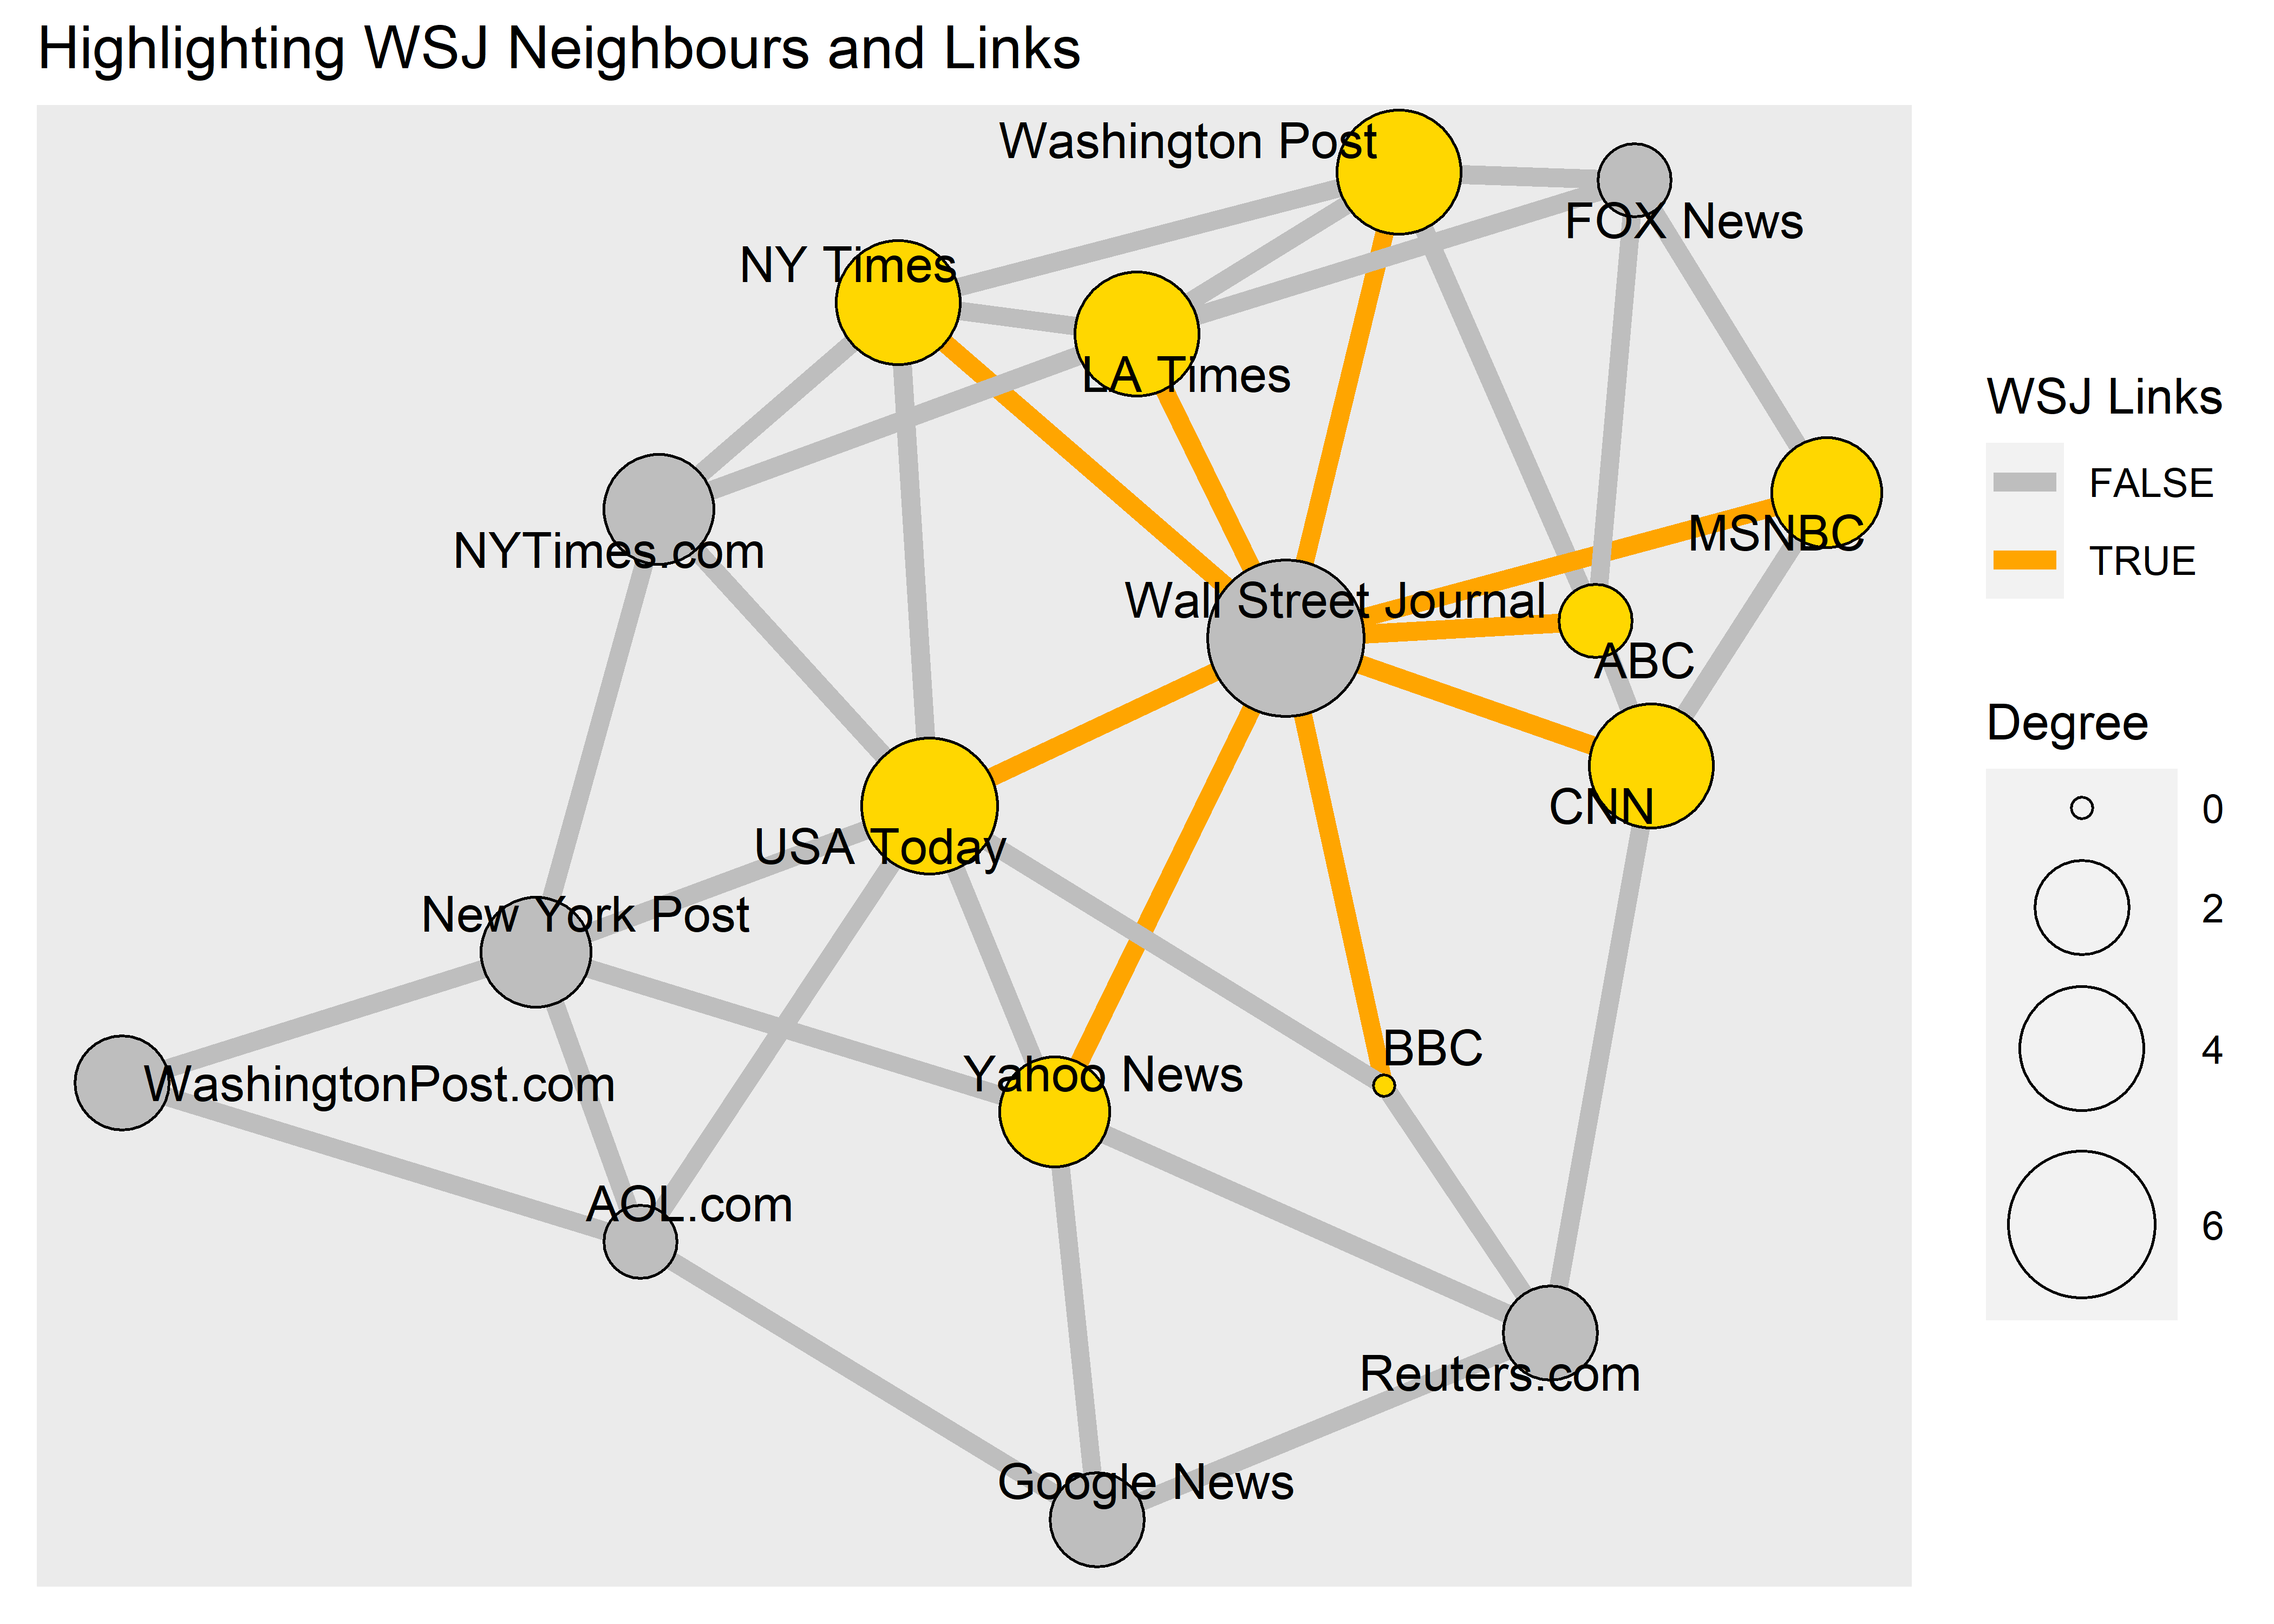 Highlighting WSJ Neighbours and Links
Washington Post
FOX News
NY Times
LA Times
NYTimes.com
MSNBC
Wall Street Journal
ABC
CNN
USA Today
New York Post
BBC
Yahoo News
WashingtonPost.com
AOL.com
Reuters.com
Google News
WSJ Links
FALSE
TRUE
Degree
0
2
4
6